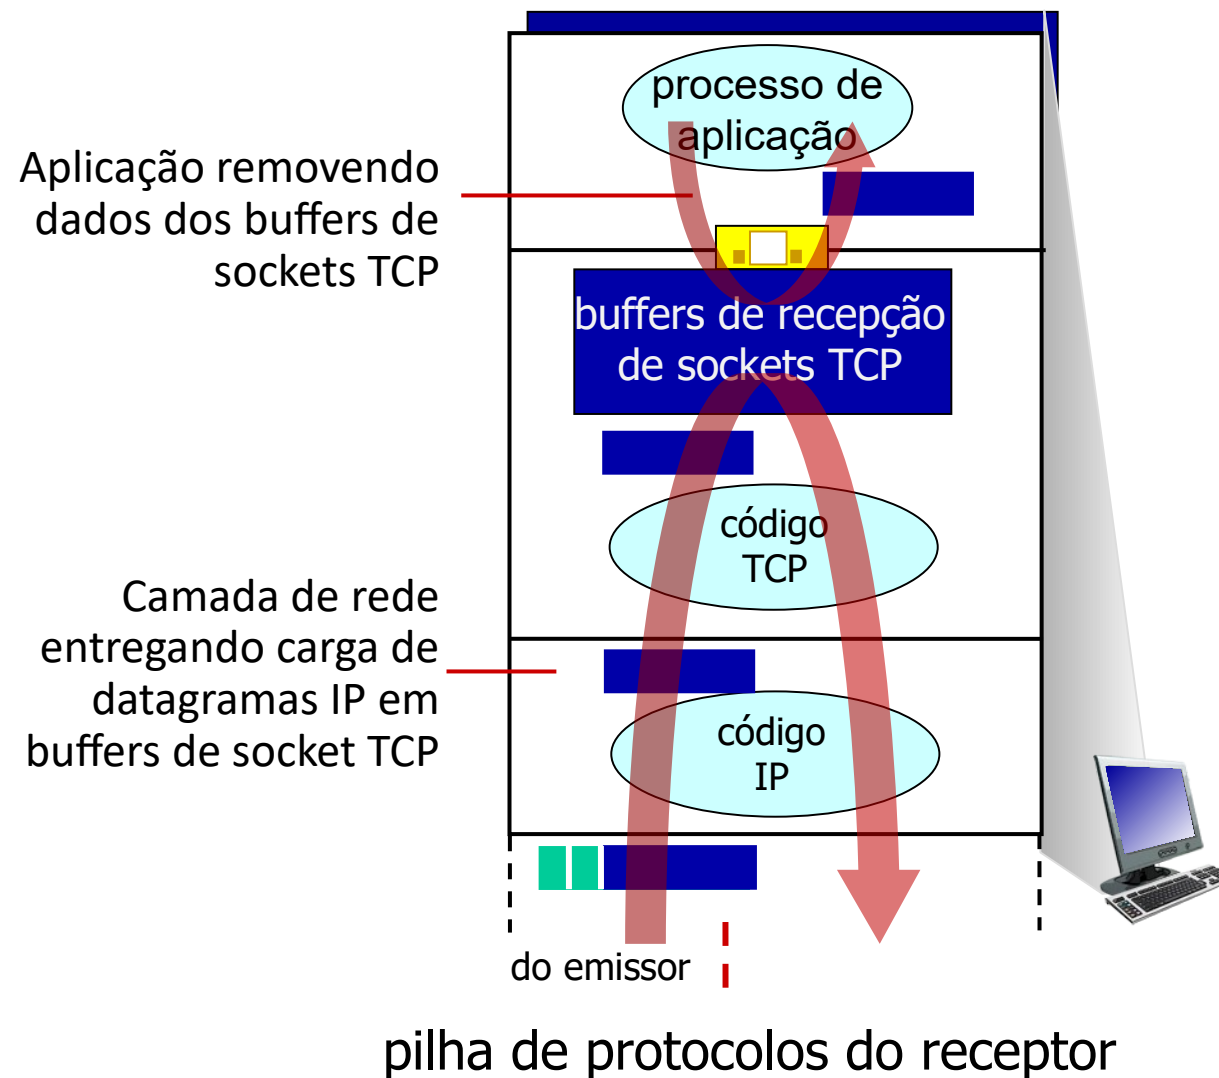 processo de
aplicação
Aplicação removendo
dados dos buffers de
sockets TCP
buffers de recepção
de sockets TCP
código
TCP
Camada de rede
entregando carga de
datagramas IP em
buffers de socket TCP
código
IP
do emissor
pilha de protocolos do receptor